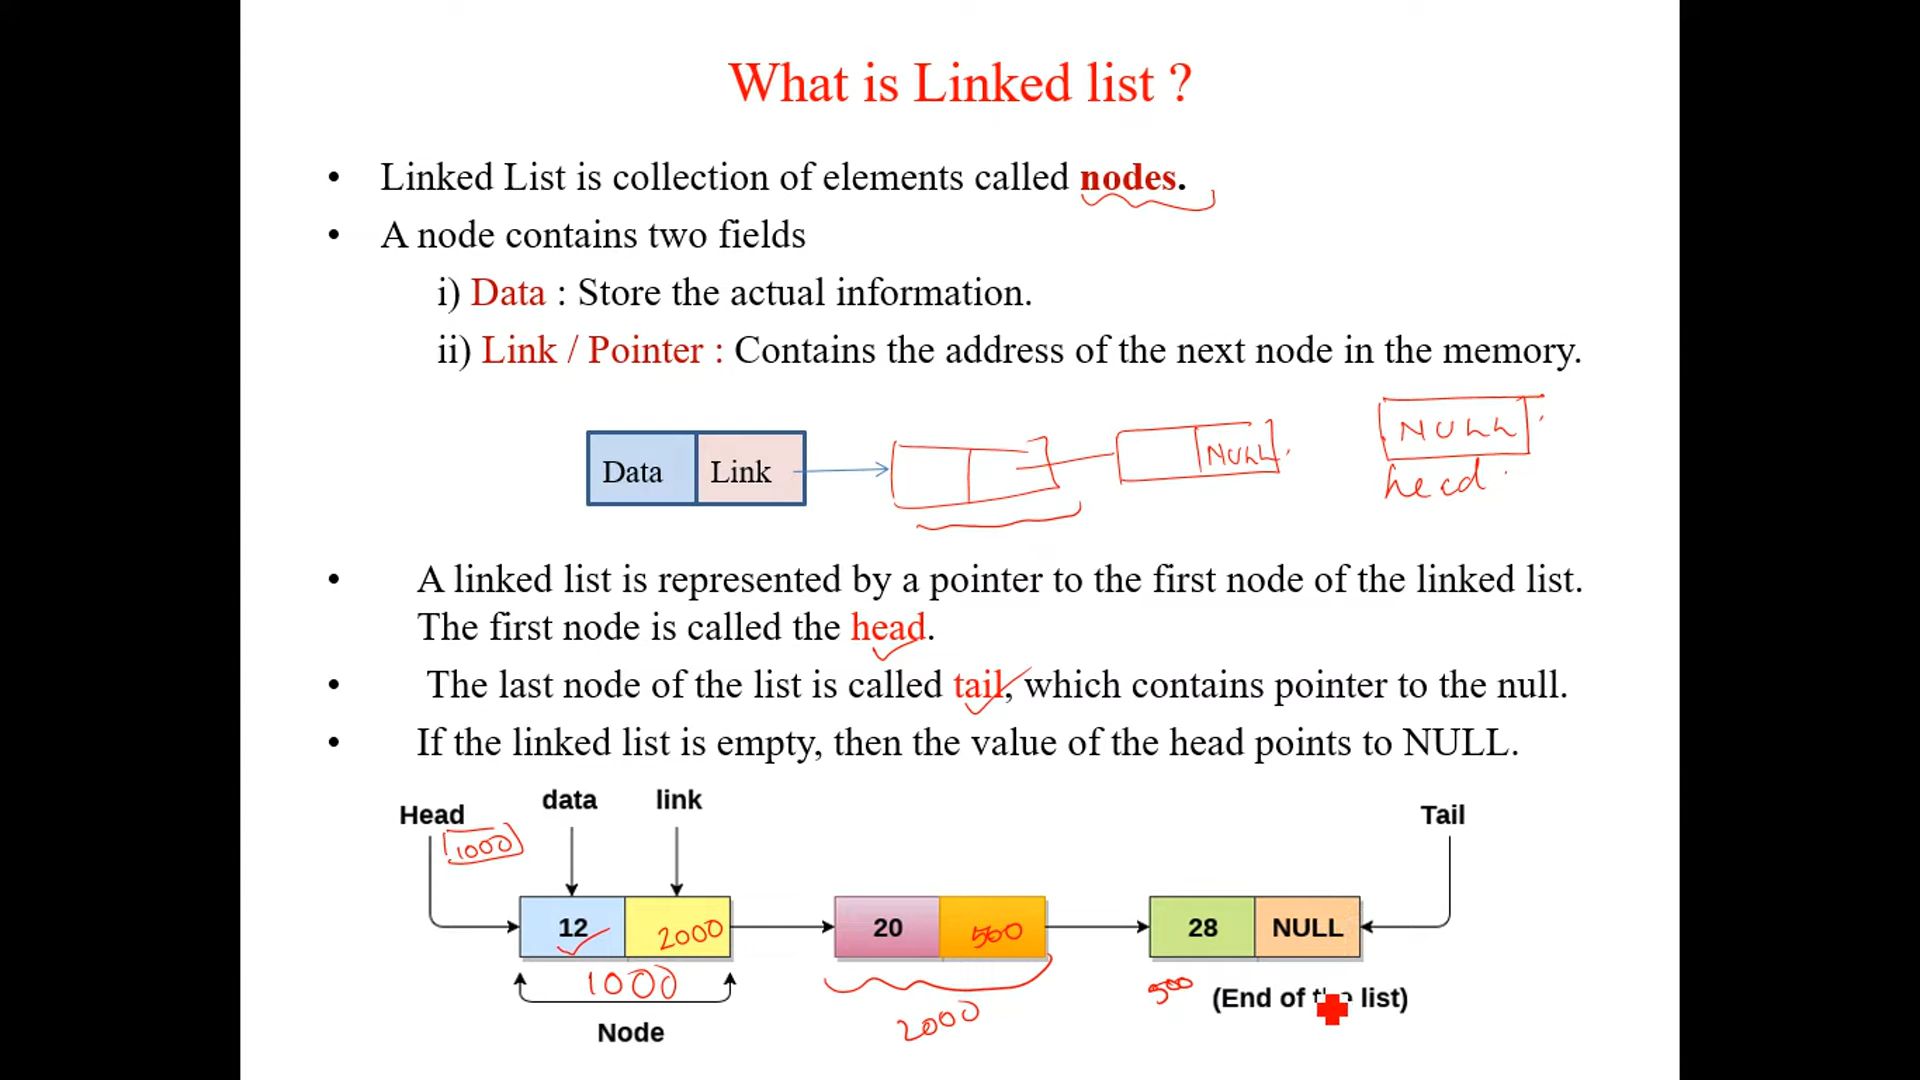 What is Linked list ?
• Linked List is collection of elements called nodes.
• A node contains two fields
i) Data : Store the actual information.
ii) Link / Pointer : Contains the address of the next node in the memory.
NULL
Data Link NULL
head
• A linked list is represented by a pointer to the first node of the linked list.
The first node is called the head.
• The last node of the list is called tail, which contains pointer to the null.
• If the linked list is empty, then the value of the head points to NULL.
Head data link Tail
1000
12 2000 20 500 28 NULL
1000 500 (End of the list)
Node 2000